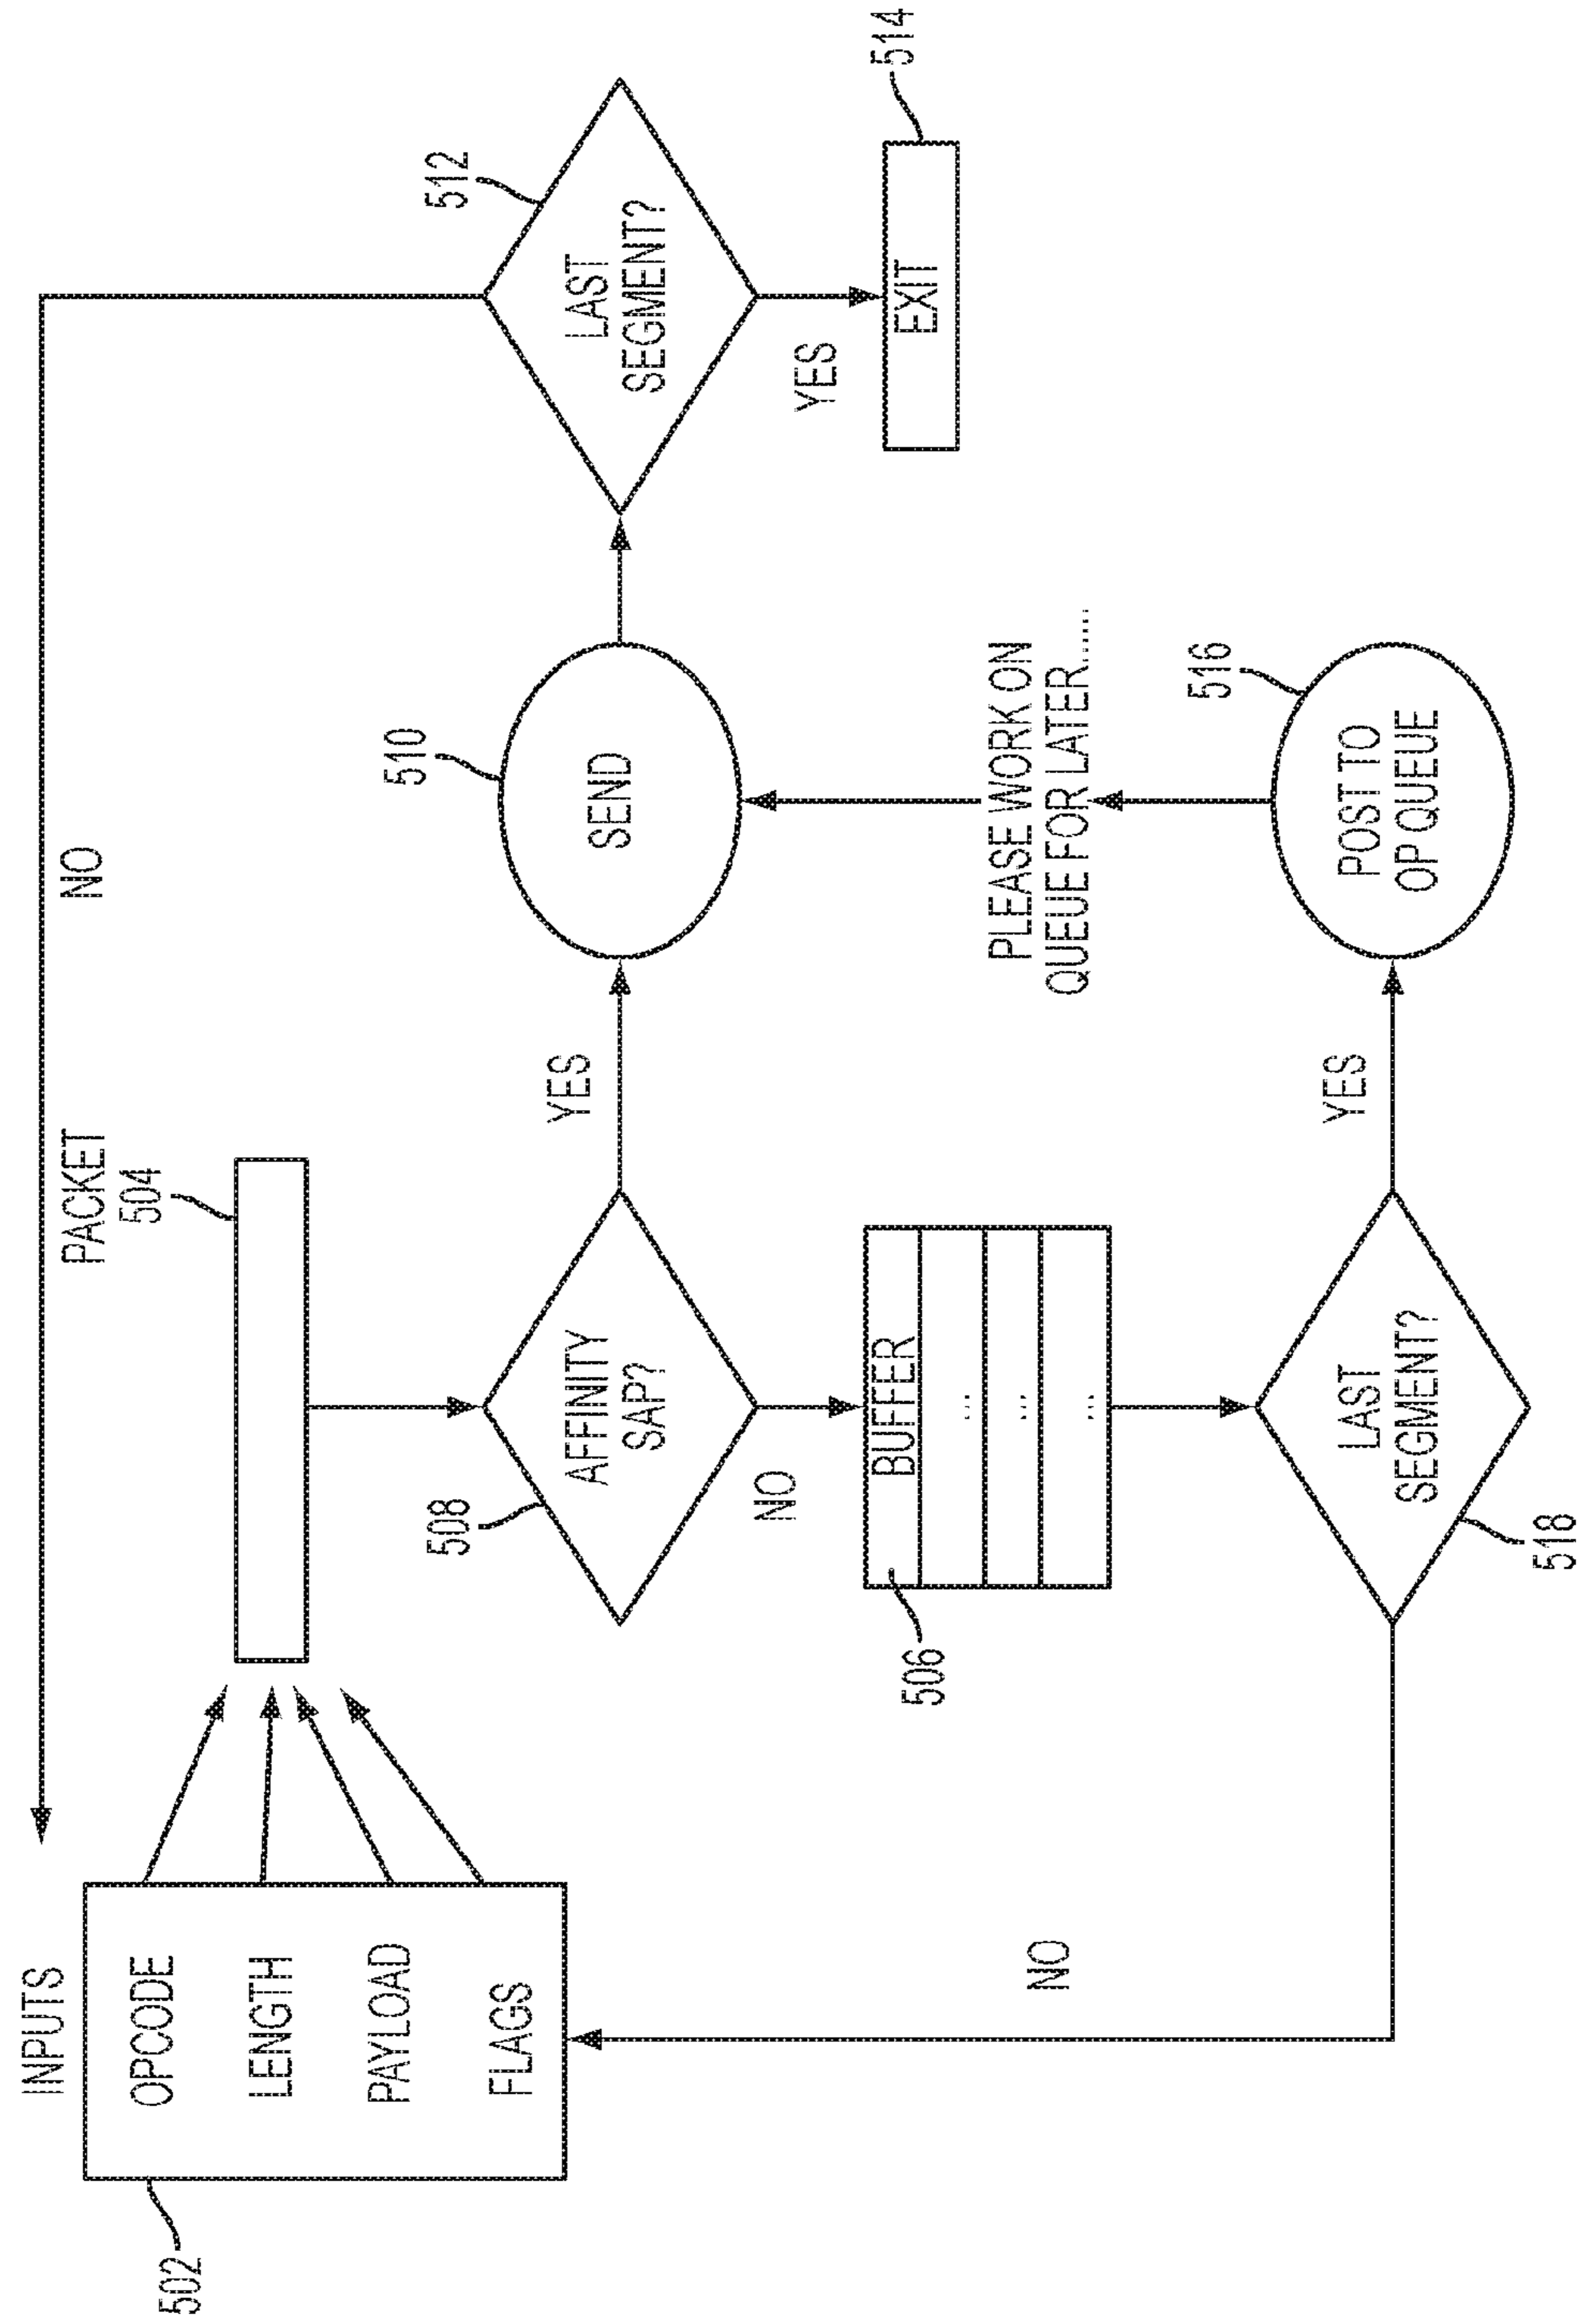 INPUTS
502
OPCODE
LENGTH
PAYLOAD
FLAGS
PACKET
504
NO
508
AFFINITY
SAP?
YES
510
SEND
512
LAST
SEGMENT?
YES
EXIT
514
NO
506
BUFFER
...
...
...
PLEASE WORK ON
QUEUE FOR LATER......
NO
LAST
SEGMENT?
518
YES
POST TO
OP QUEUE
516